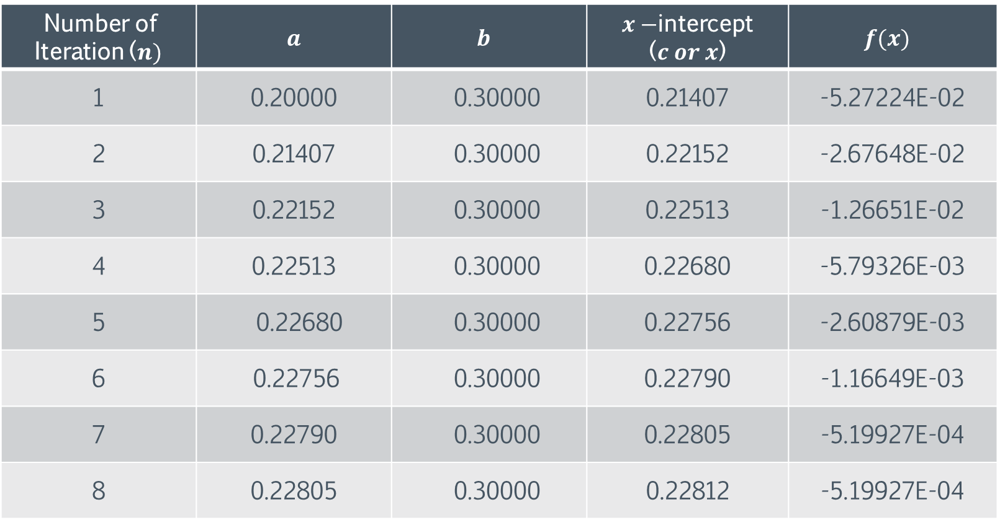 Number of Iteration (n) a b x –intercept (c or x) f(x)
1 0.20000 0.30000 0.21407 -5.27224E-02
2 0.21407 0.30000 0.22152 -2.67648E-02
3 0.22152 0.30000 0.22513 -1.26651E-02
4 0.22513 0.30000 0.22680 -5.79326E-03
5 0.22680 0.30000 0.22756 -2.60879E-03
6 0.22756 0.30000 0.22790 -1.16649E-03
7 0.22790 0.30000 0.22805 -5.19927E-04
8 0.22805 0.30000 0.22812 -5.19927E-04